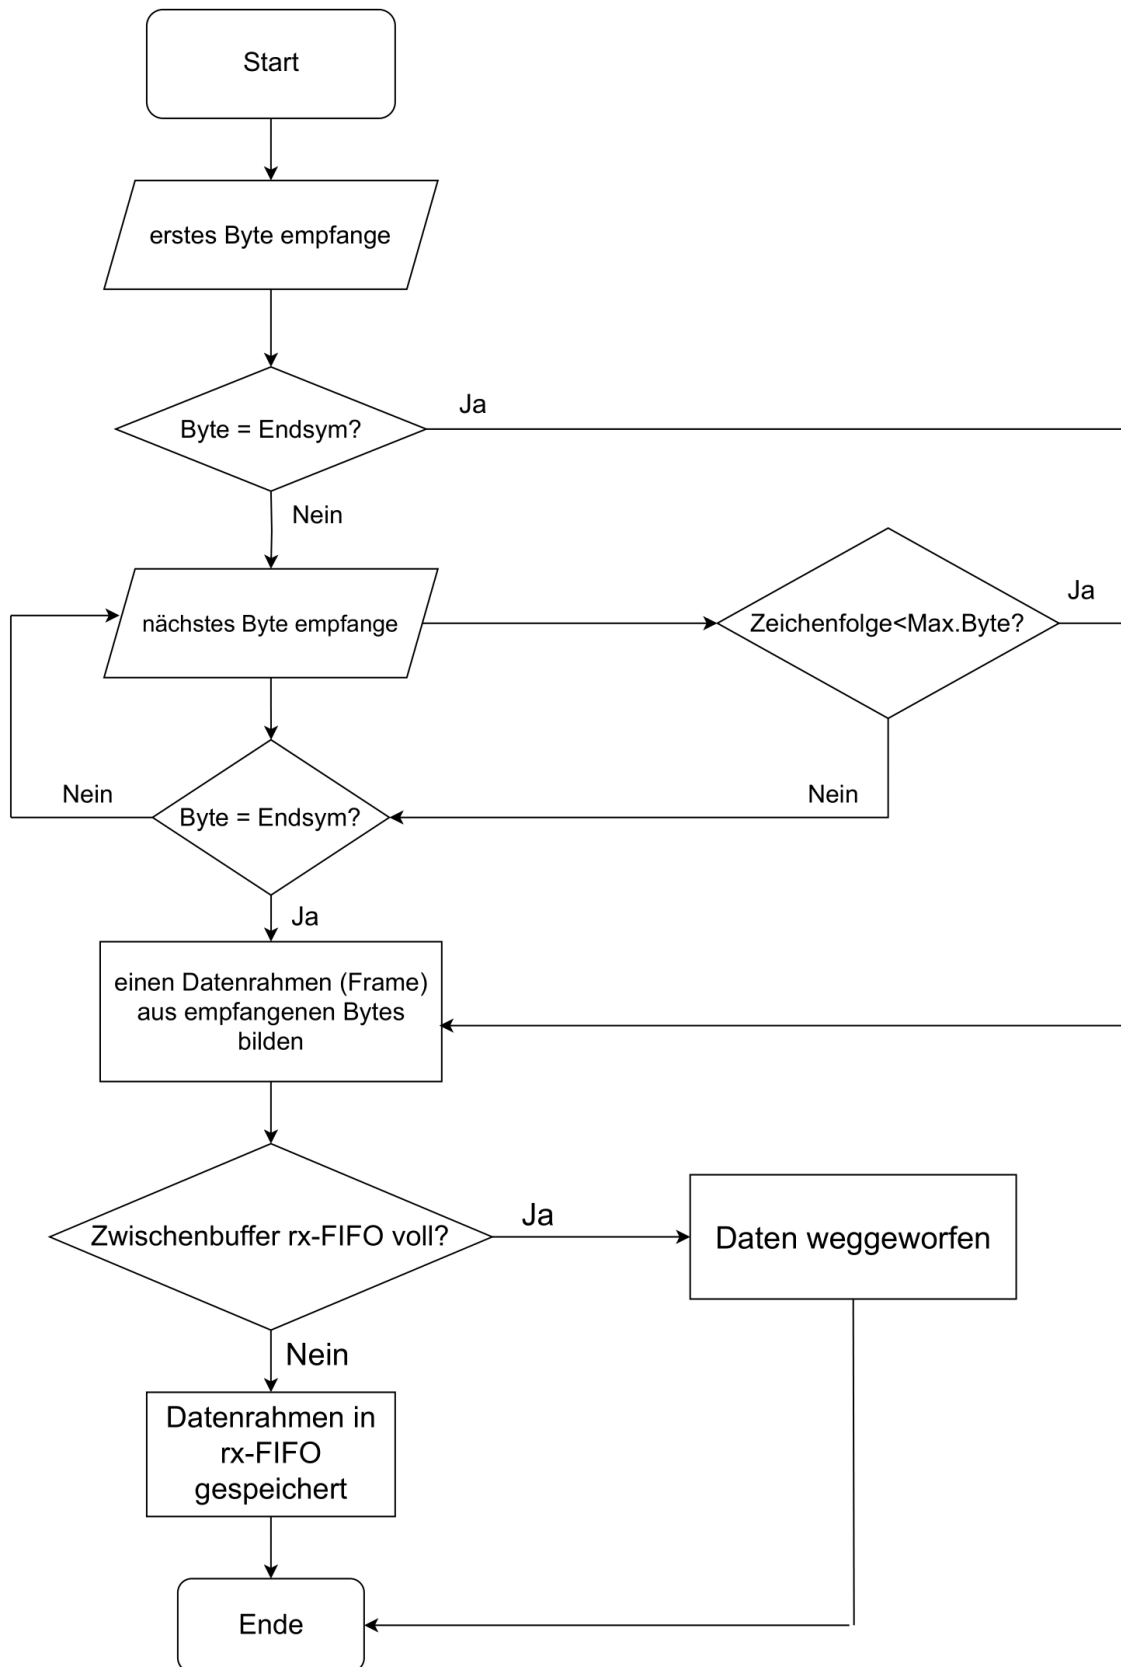 Start
erstes Byte empfange
Byte = Endsym?
Ja
Nein
nächstes Byte empfange
Zeichenfolge<Max.Byte?
Ja
Nein
Byte = Endsym?
Nein
Ja
einen Datenrahmen (Frame)
aus empfangenen Bytes
bilden
Zwischenbuffer rx-FIFO voll?
Ja
Daten weggeworfen
Nein
Datenrahmen in
rx-FIFO
gespeichert
Ende